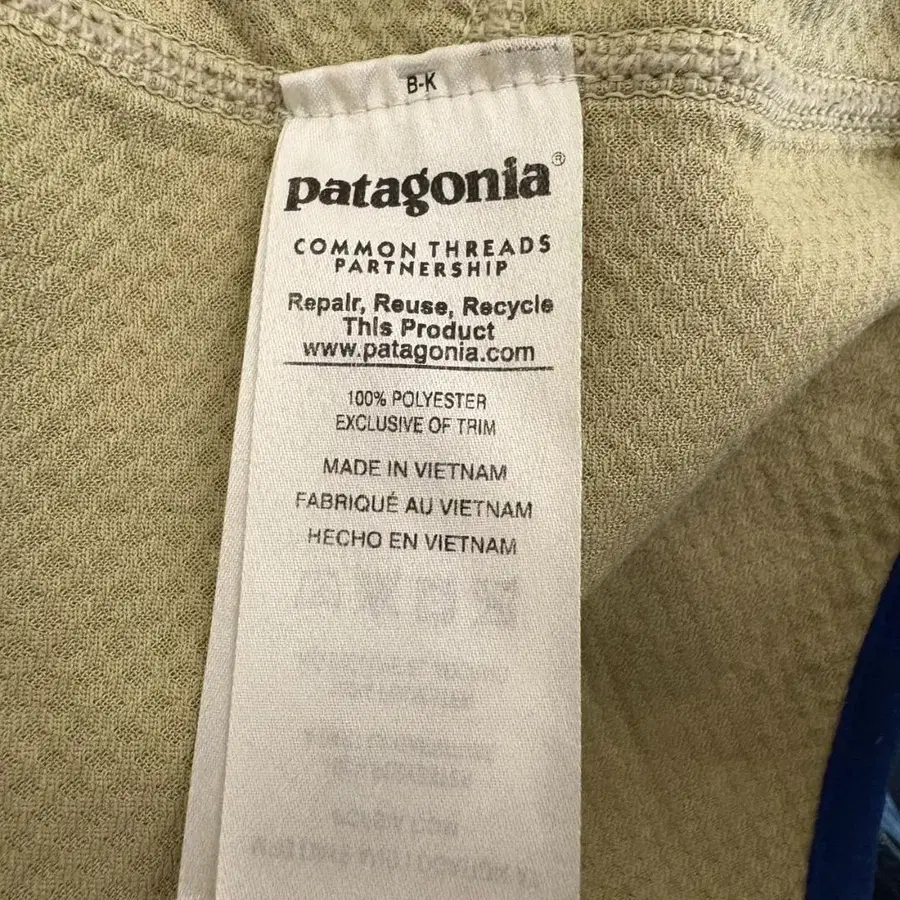 B-K
patagonia®
COMMON THREADS
PARTNERSHIP
Repair, Reuse, Recycle
This Product
www.patagonia.com
100% POLYESTER
EXCLUSIVE OF TRIM
MADE IN VIETNAM
FABRIQUÉ AU VIETNAM
HECHO EN VIETNAM